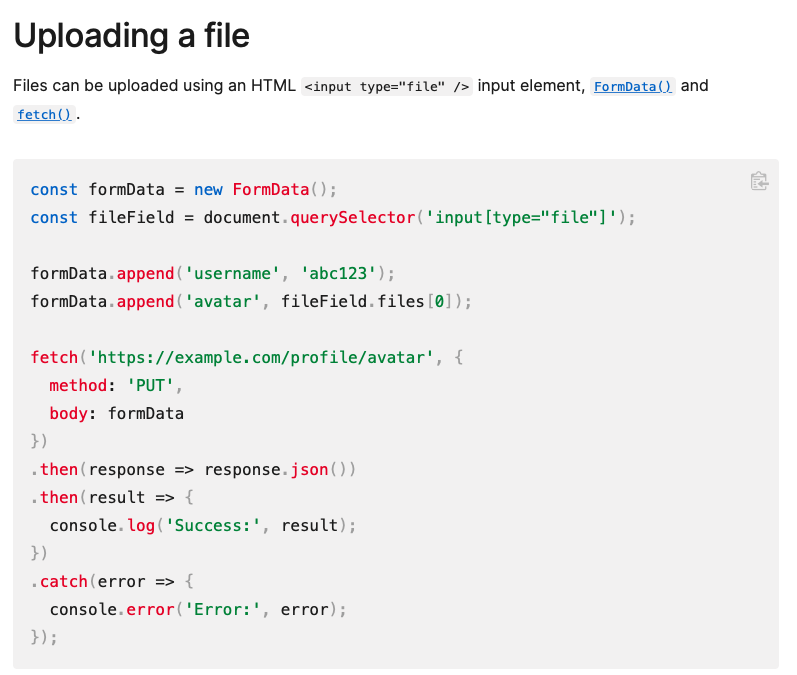 Uploading a file
Files can be uploaded using an HTML <input type="file" /> input element, FormData() and
fetch().
const formData = new FormData();
const fileField = document.querySelector('input[type="file"]');

formData.append('username', 'abc123');
formData.append('avatar', fileField.files[0]);

fetch('https://example.com/profile/avatar', {
  method: 'PUT',
  body: formData
})
.then(response => response.json())
.then(result => {
  console.log('Success:', result);
})
.catch(error => {
  console.error('Error:', error);
});